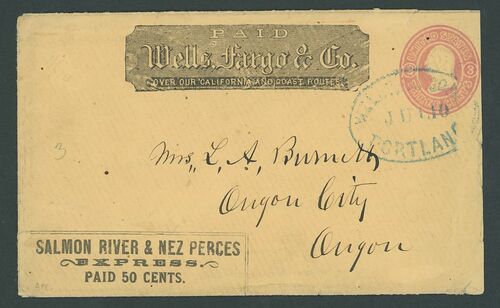 PAID
Wells, Fargo & Co.
OVER OUR CALIFORNIA AND COAST ROUTES
3
PORTLAND
Mrs, L, A, Burnett
Oregon City
Oregon
SALMON RIVER & NEZ PERCES
EXPRESS.
PAID 50 CENTS.